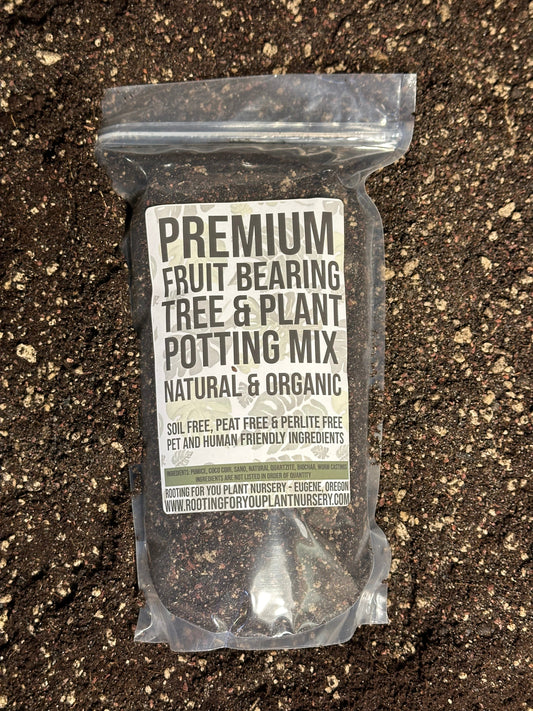 PREMIUM
FRUIT BEARING
TREE & PLANT
POTTING MIX
NATURAL & ORGANIC
SOIL FREE, PEAT FREE & PERLITE FREE
PET AND HUMAN FRIENDLY INGREDIENTS
INGREDIENTS: PUMICE, COCO COIR, SAND, NATURAL QUARTZITE, BIOCHAR, WORM CASTINGS
INGREDIENTS ARE NOT LISTED IN ORDER OF QUANTITY
ROOTING FOR YOU PLANT NURSERY - EUGENE, OREGON
WWW.ROOTINGFORYOUPLANTNURSERY.COM